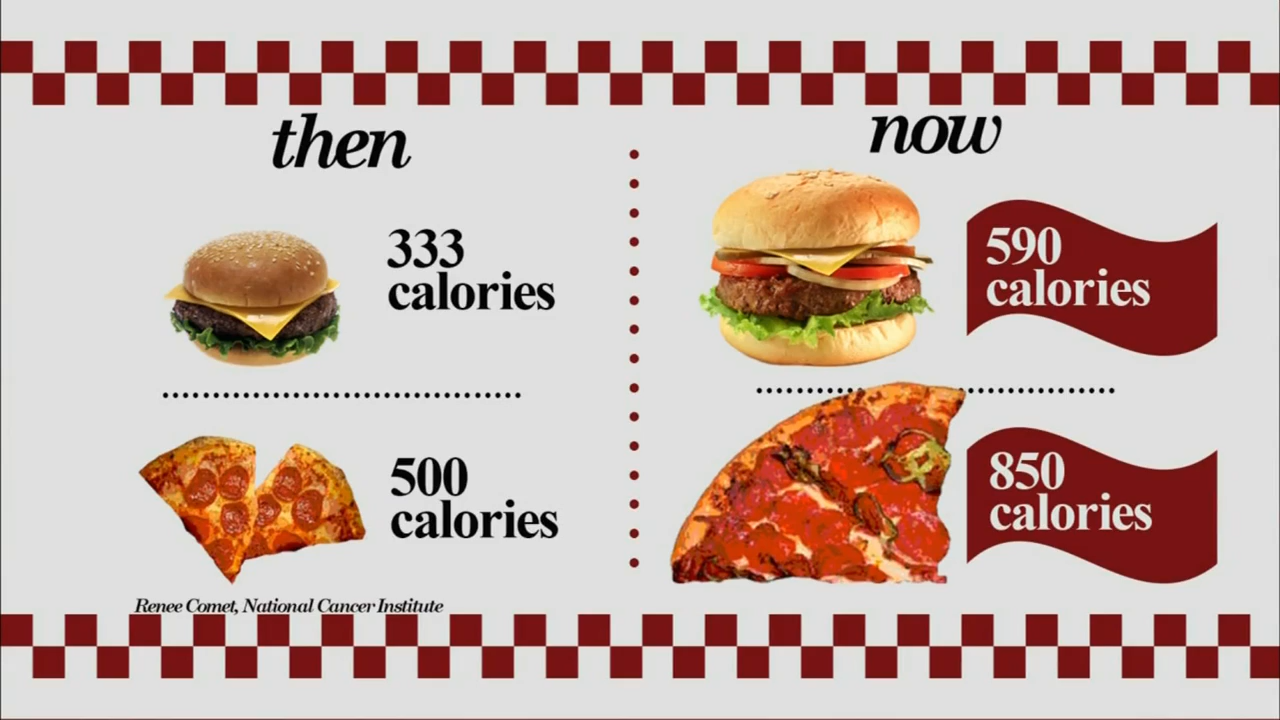 then
333
calories
500
calories
Renee Comet, National Cancer Institute
now
590
calories
850
calories